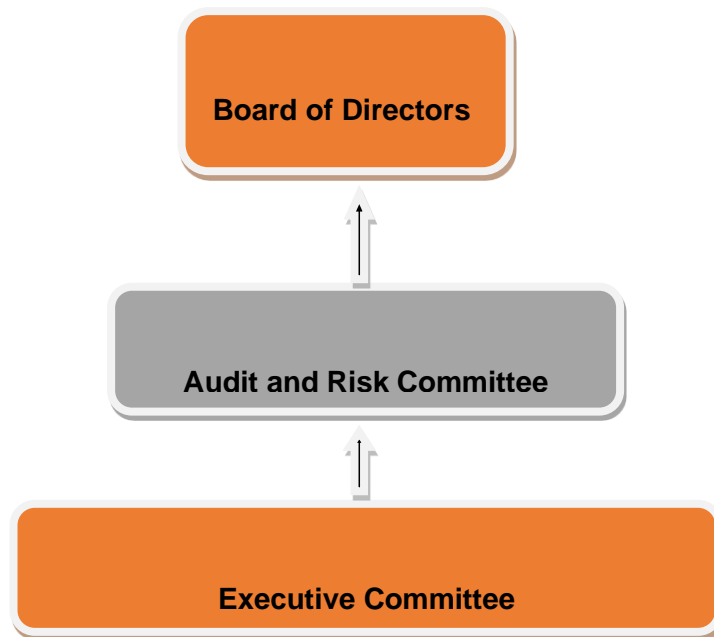 Board of Directors
Audit and Risk Committee
Executive Committee